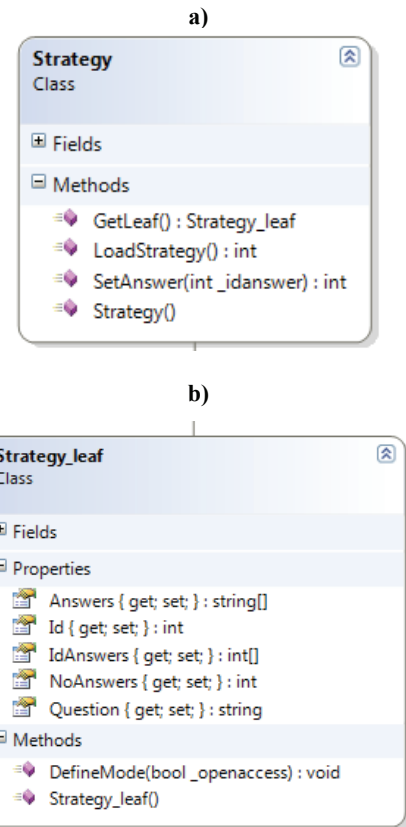 a)
Strategy
Class
Fields
Methods
GetLeaf() : Strategy_leaf
LoadStrategy() : int
SetAnswer(int _idanswer) : int
Strategy()
b)
Strategy_leaf
Class
Fields
Properties
Answers { get; set; } : string[]
Id { get; set; } : int
IdAnswers { get; set; } : int[]
NoAnswers { get; set; } : int
Question { get; set; } : string
Methods
DefineMode(bool _openaccess) : void
Strategy_leaf()